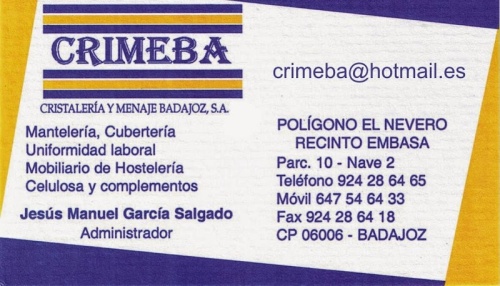 CRIMEBA
CRISTALERÍA Y MENAJE BADAJOZ, S.A.
Mantelería, Cubertería
Uniformidad laboral
Mobiliario de Hostelería
Celulosa y complementos
Jesús Manuel García Salgado
Administrador
crimeba@hotmail.es
POLÍGONO EL NEVERO
RECINTO EMBASA
Parc. 10 - Nave 2
Teléfono 924 28 64 65
Móvil 647 54 64 33
Fax 924 28 64 18
CP 06006 - BADAJOZ